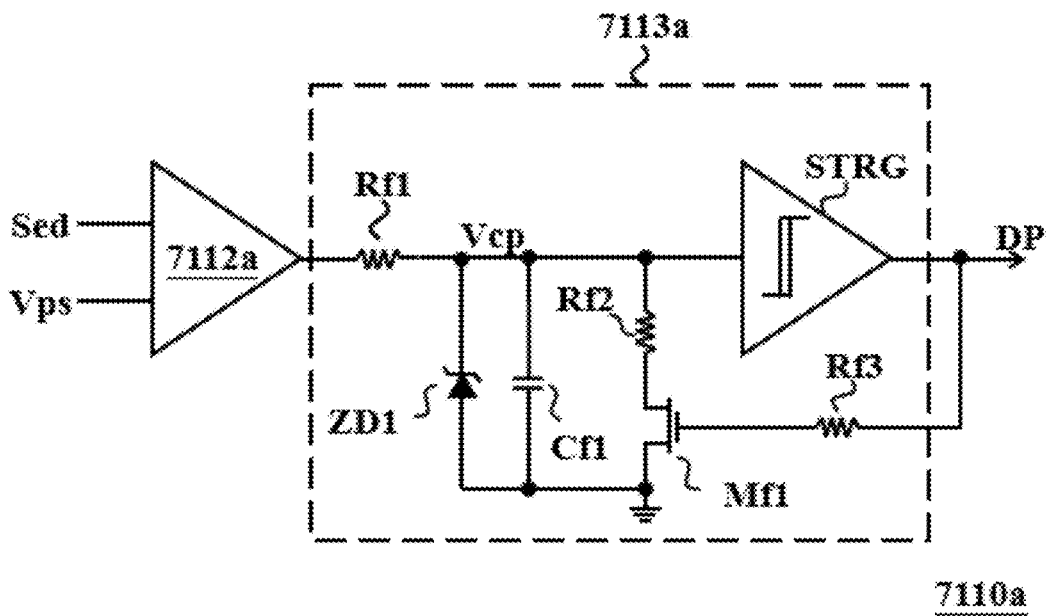 7113a
STRG
Rf1
Sed
Vcp
DP
7112a
Vps
Rf2
Rf3
ZD1
Cf1
Mf1
7110a